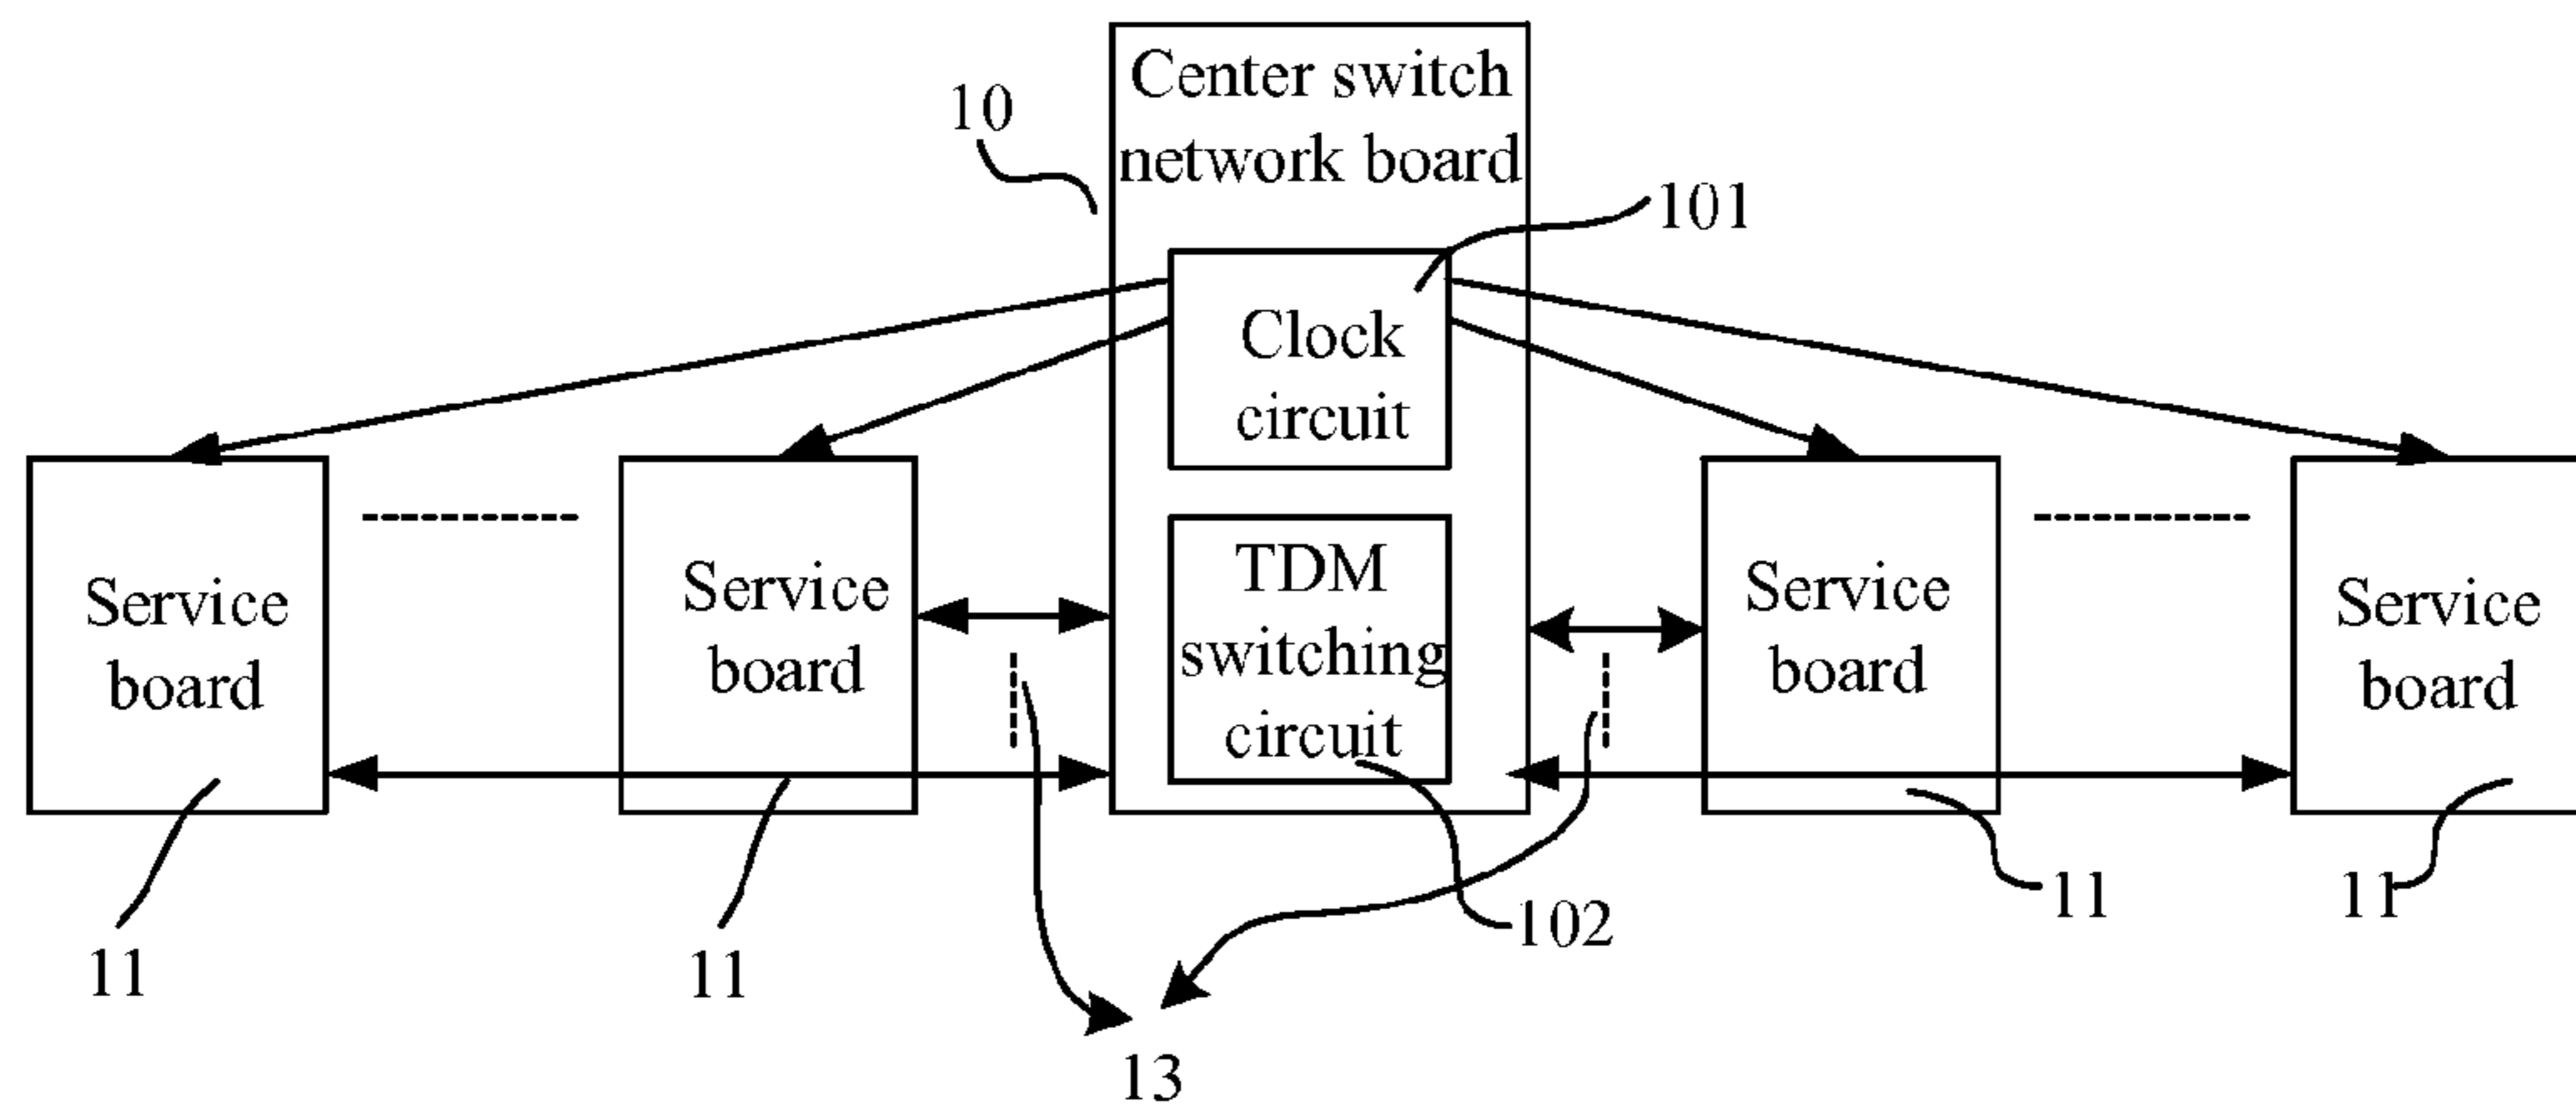 Center switch
network board
10
101
Clock
circuit
TDM
switching
circuit
Service
board
Service
board
Service
board
Service
board
11
11
11
11
102
13